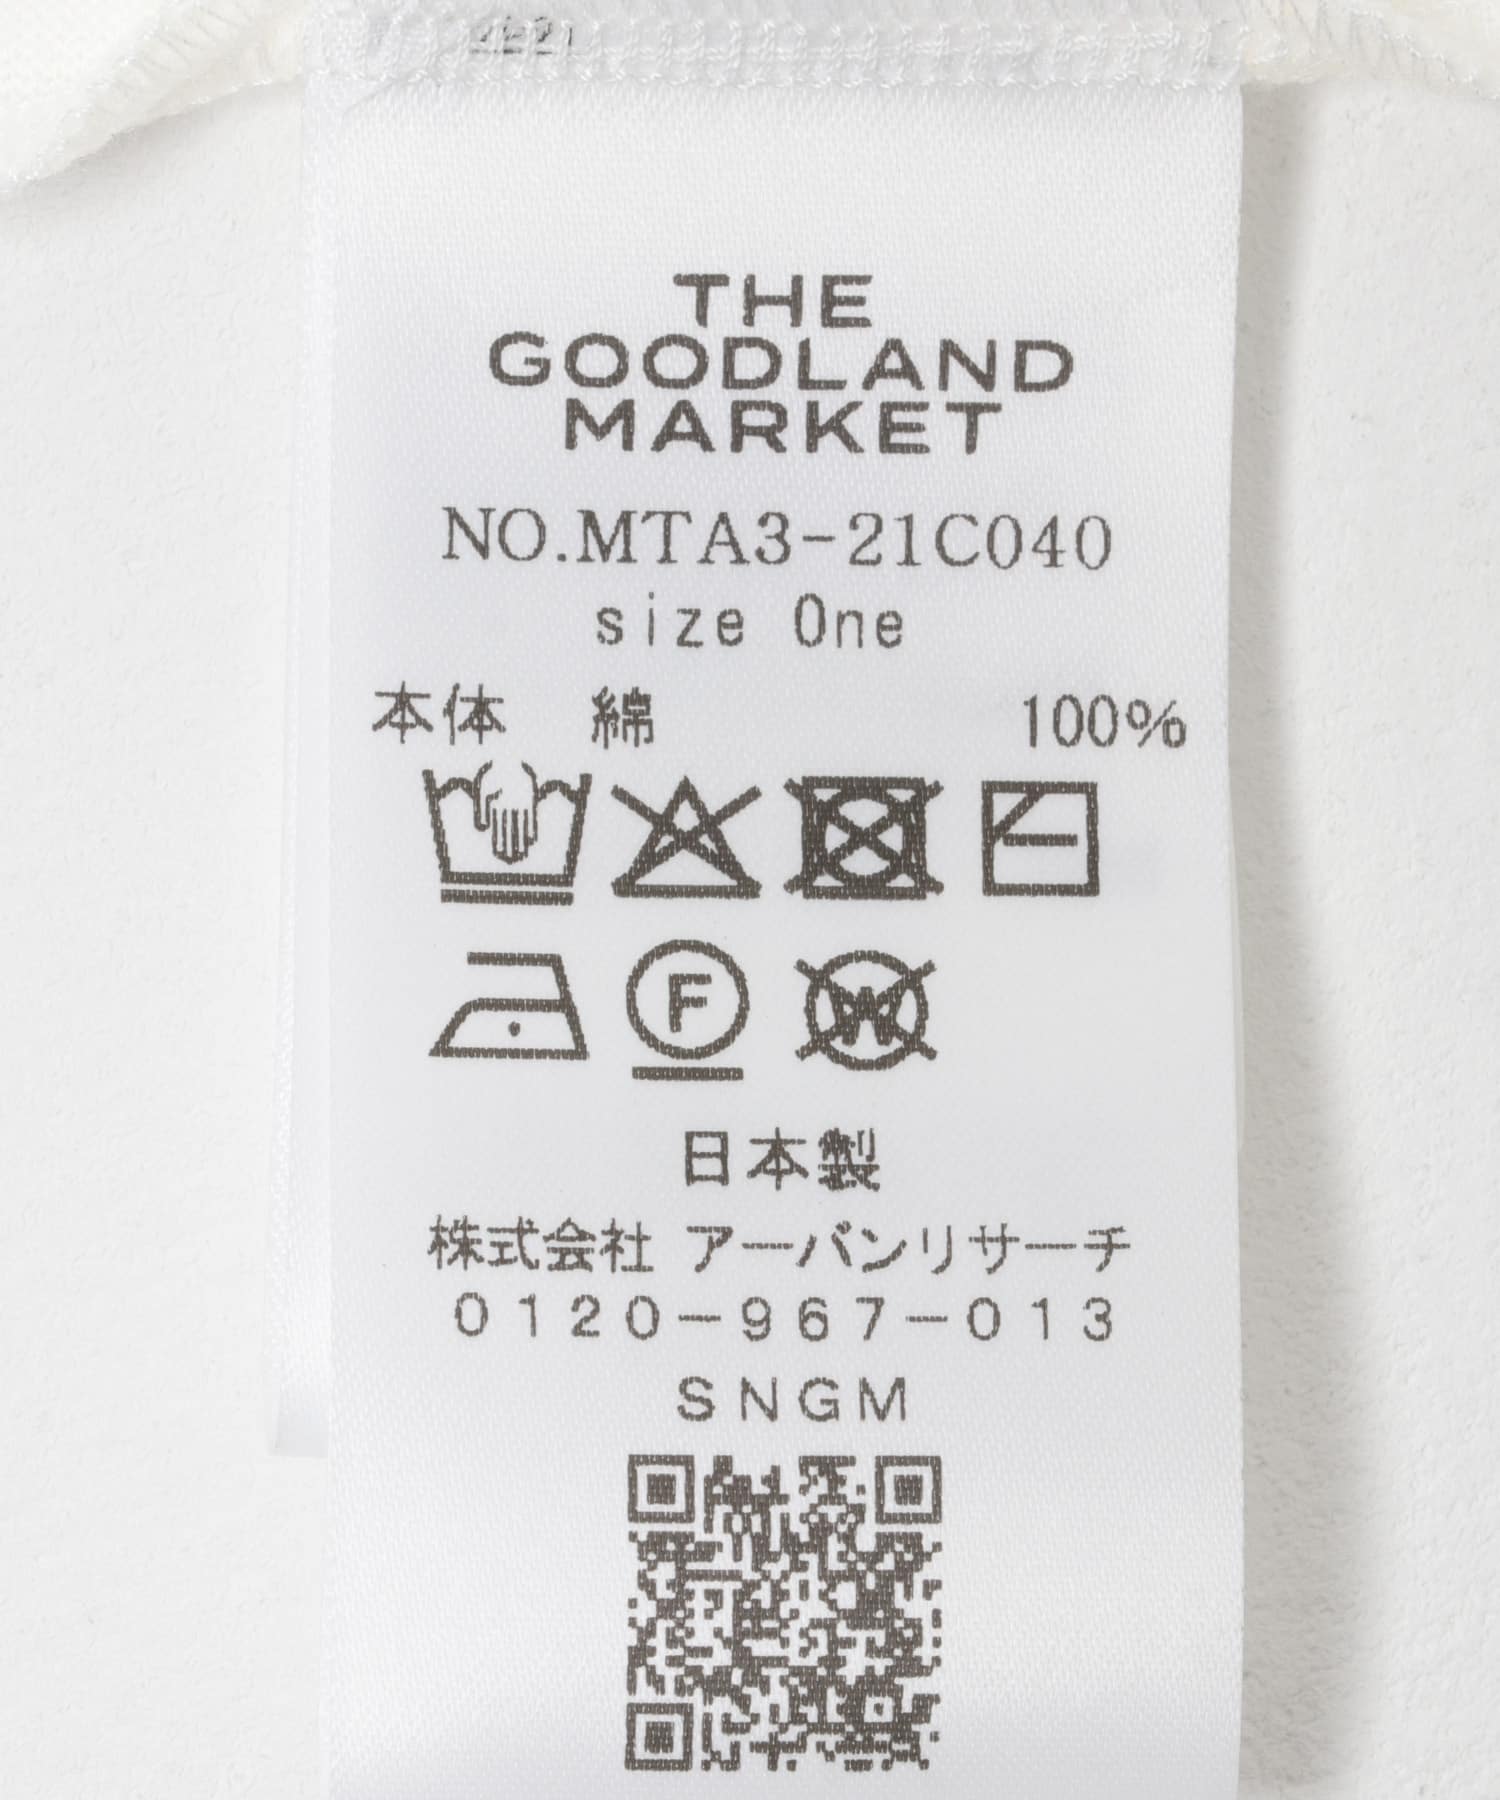 THE
GOODLAND
MARKET
NO.MTA3-21C040
size One
本体 綿 100%
F
W
日本製
株式会社 アーバンリサーチ
0120-967-013
SNGM